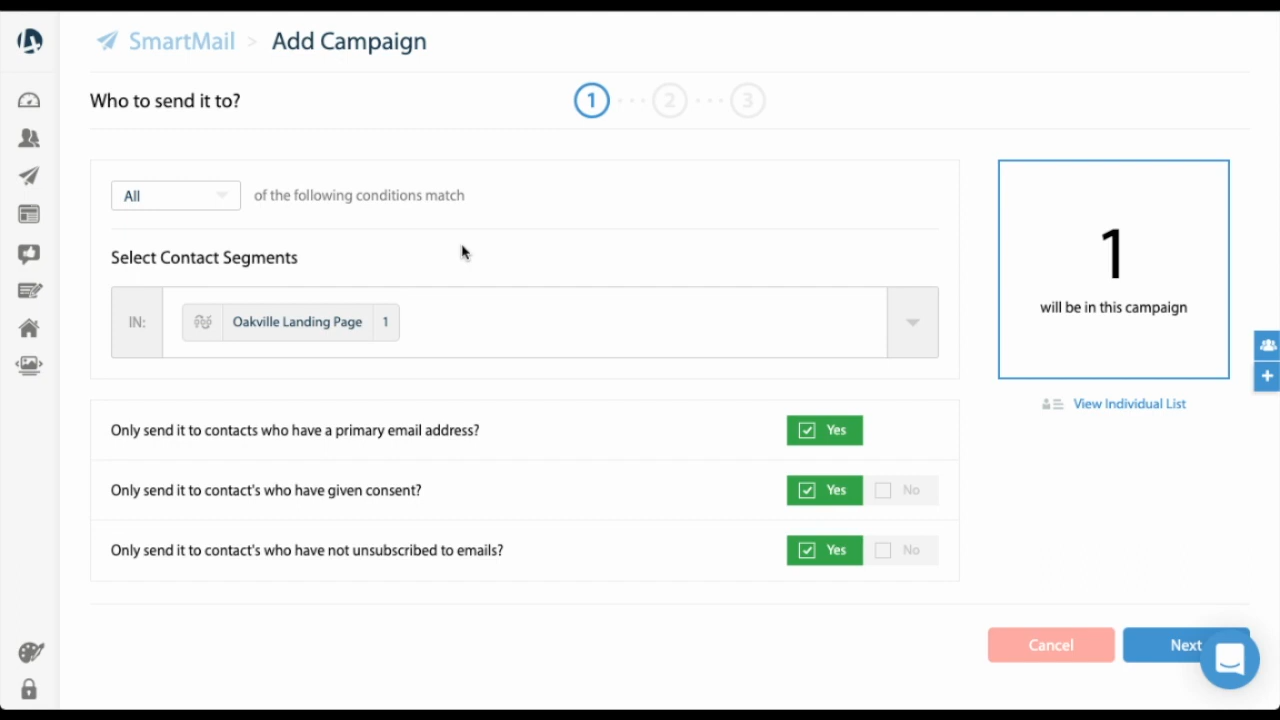 SmartMail > Add Campaign
Who to send it to?
1 2 3
All of the following conditions match
Select Contact Segments
IN: Oakville Landing Page 1
1
will be in this campaign
View Individual List
Only send it to contacts who have a primary email address? Yes
Only send it to contact's who have given consent? Yes No
Only send it to contact's who have not unsubscribed to emails? Yes No
Cancel Next